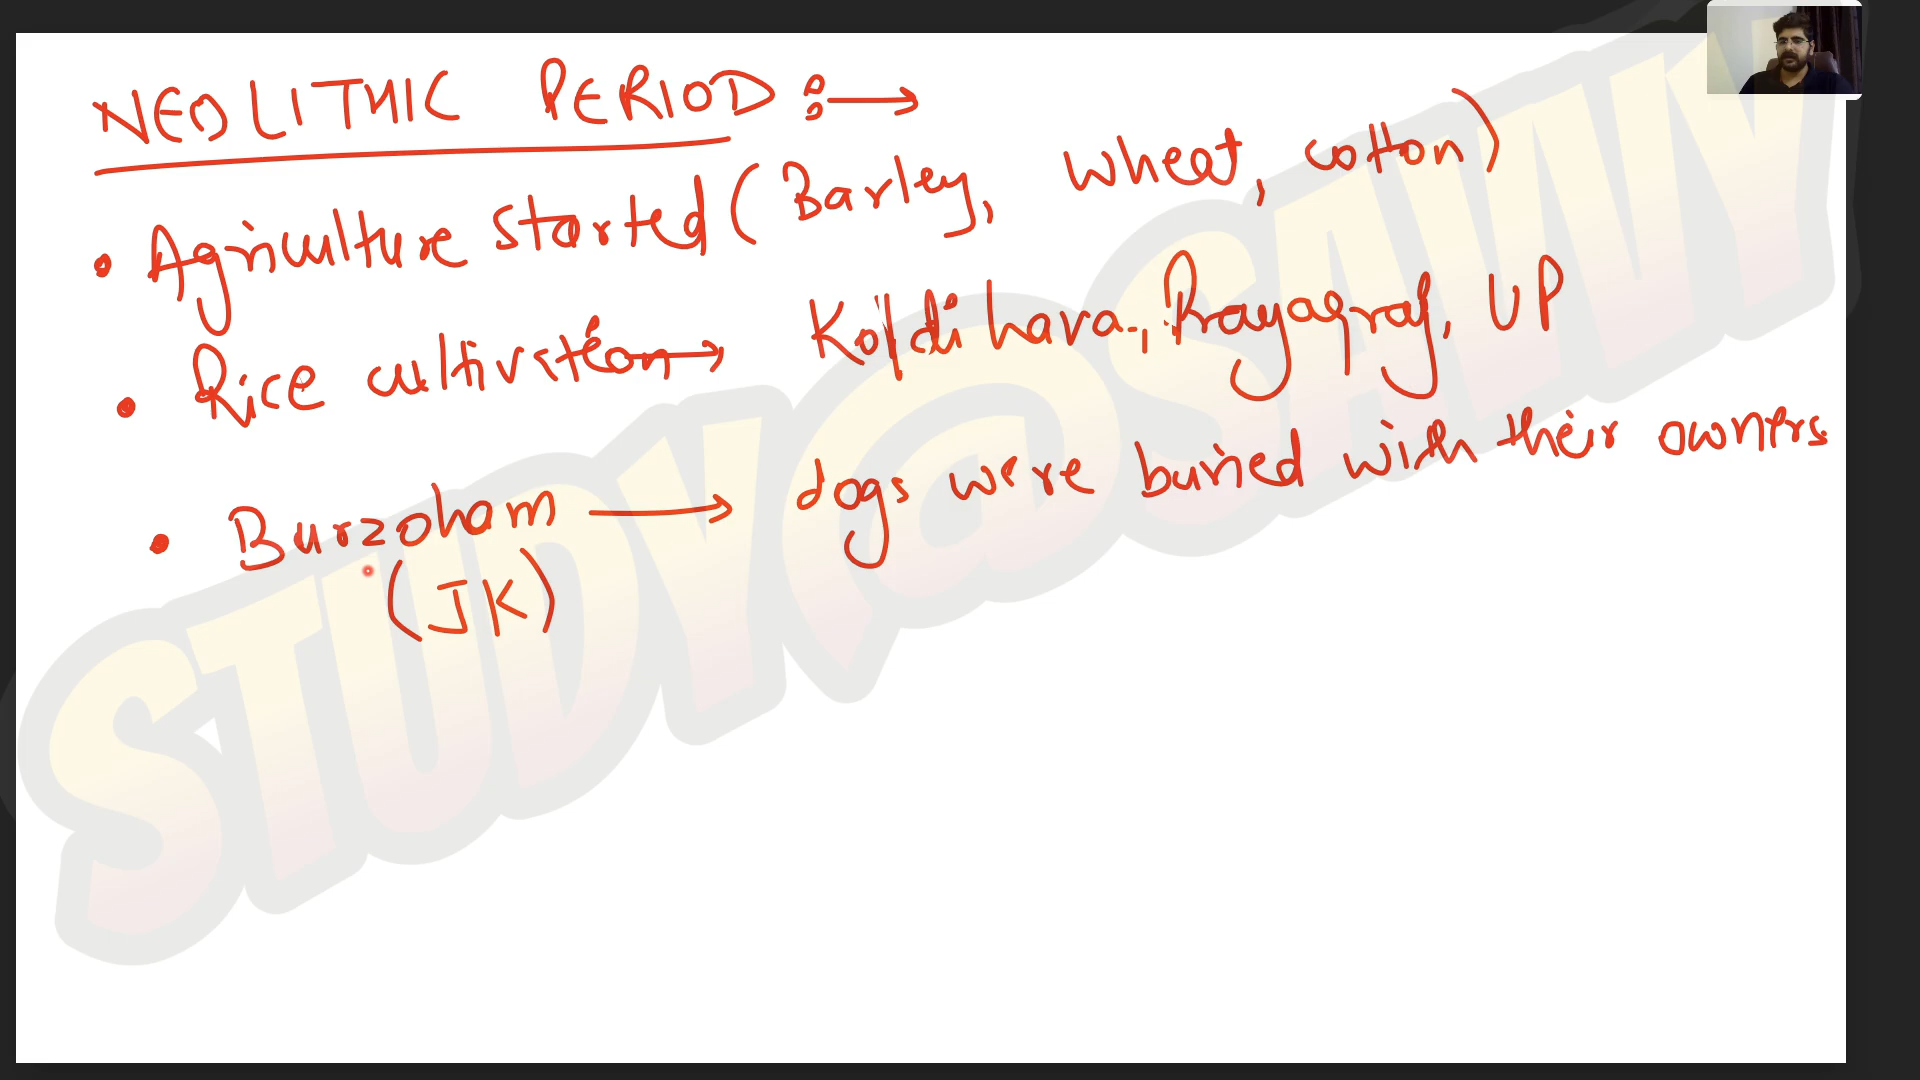 NEOLITHIC PERIOD :→
• Agriculture started (Barley, wheat, cotton)
• Rice cultivation → Koldihava, Prayagraj, UP
• Burzoham → dogs were buried with their owners
(JK)
STUDY@SAVVY